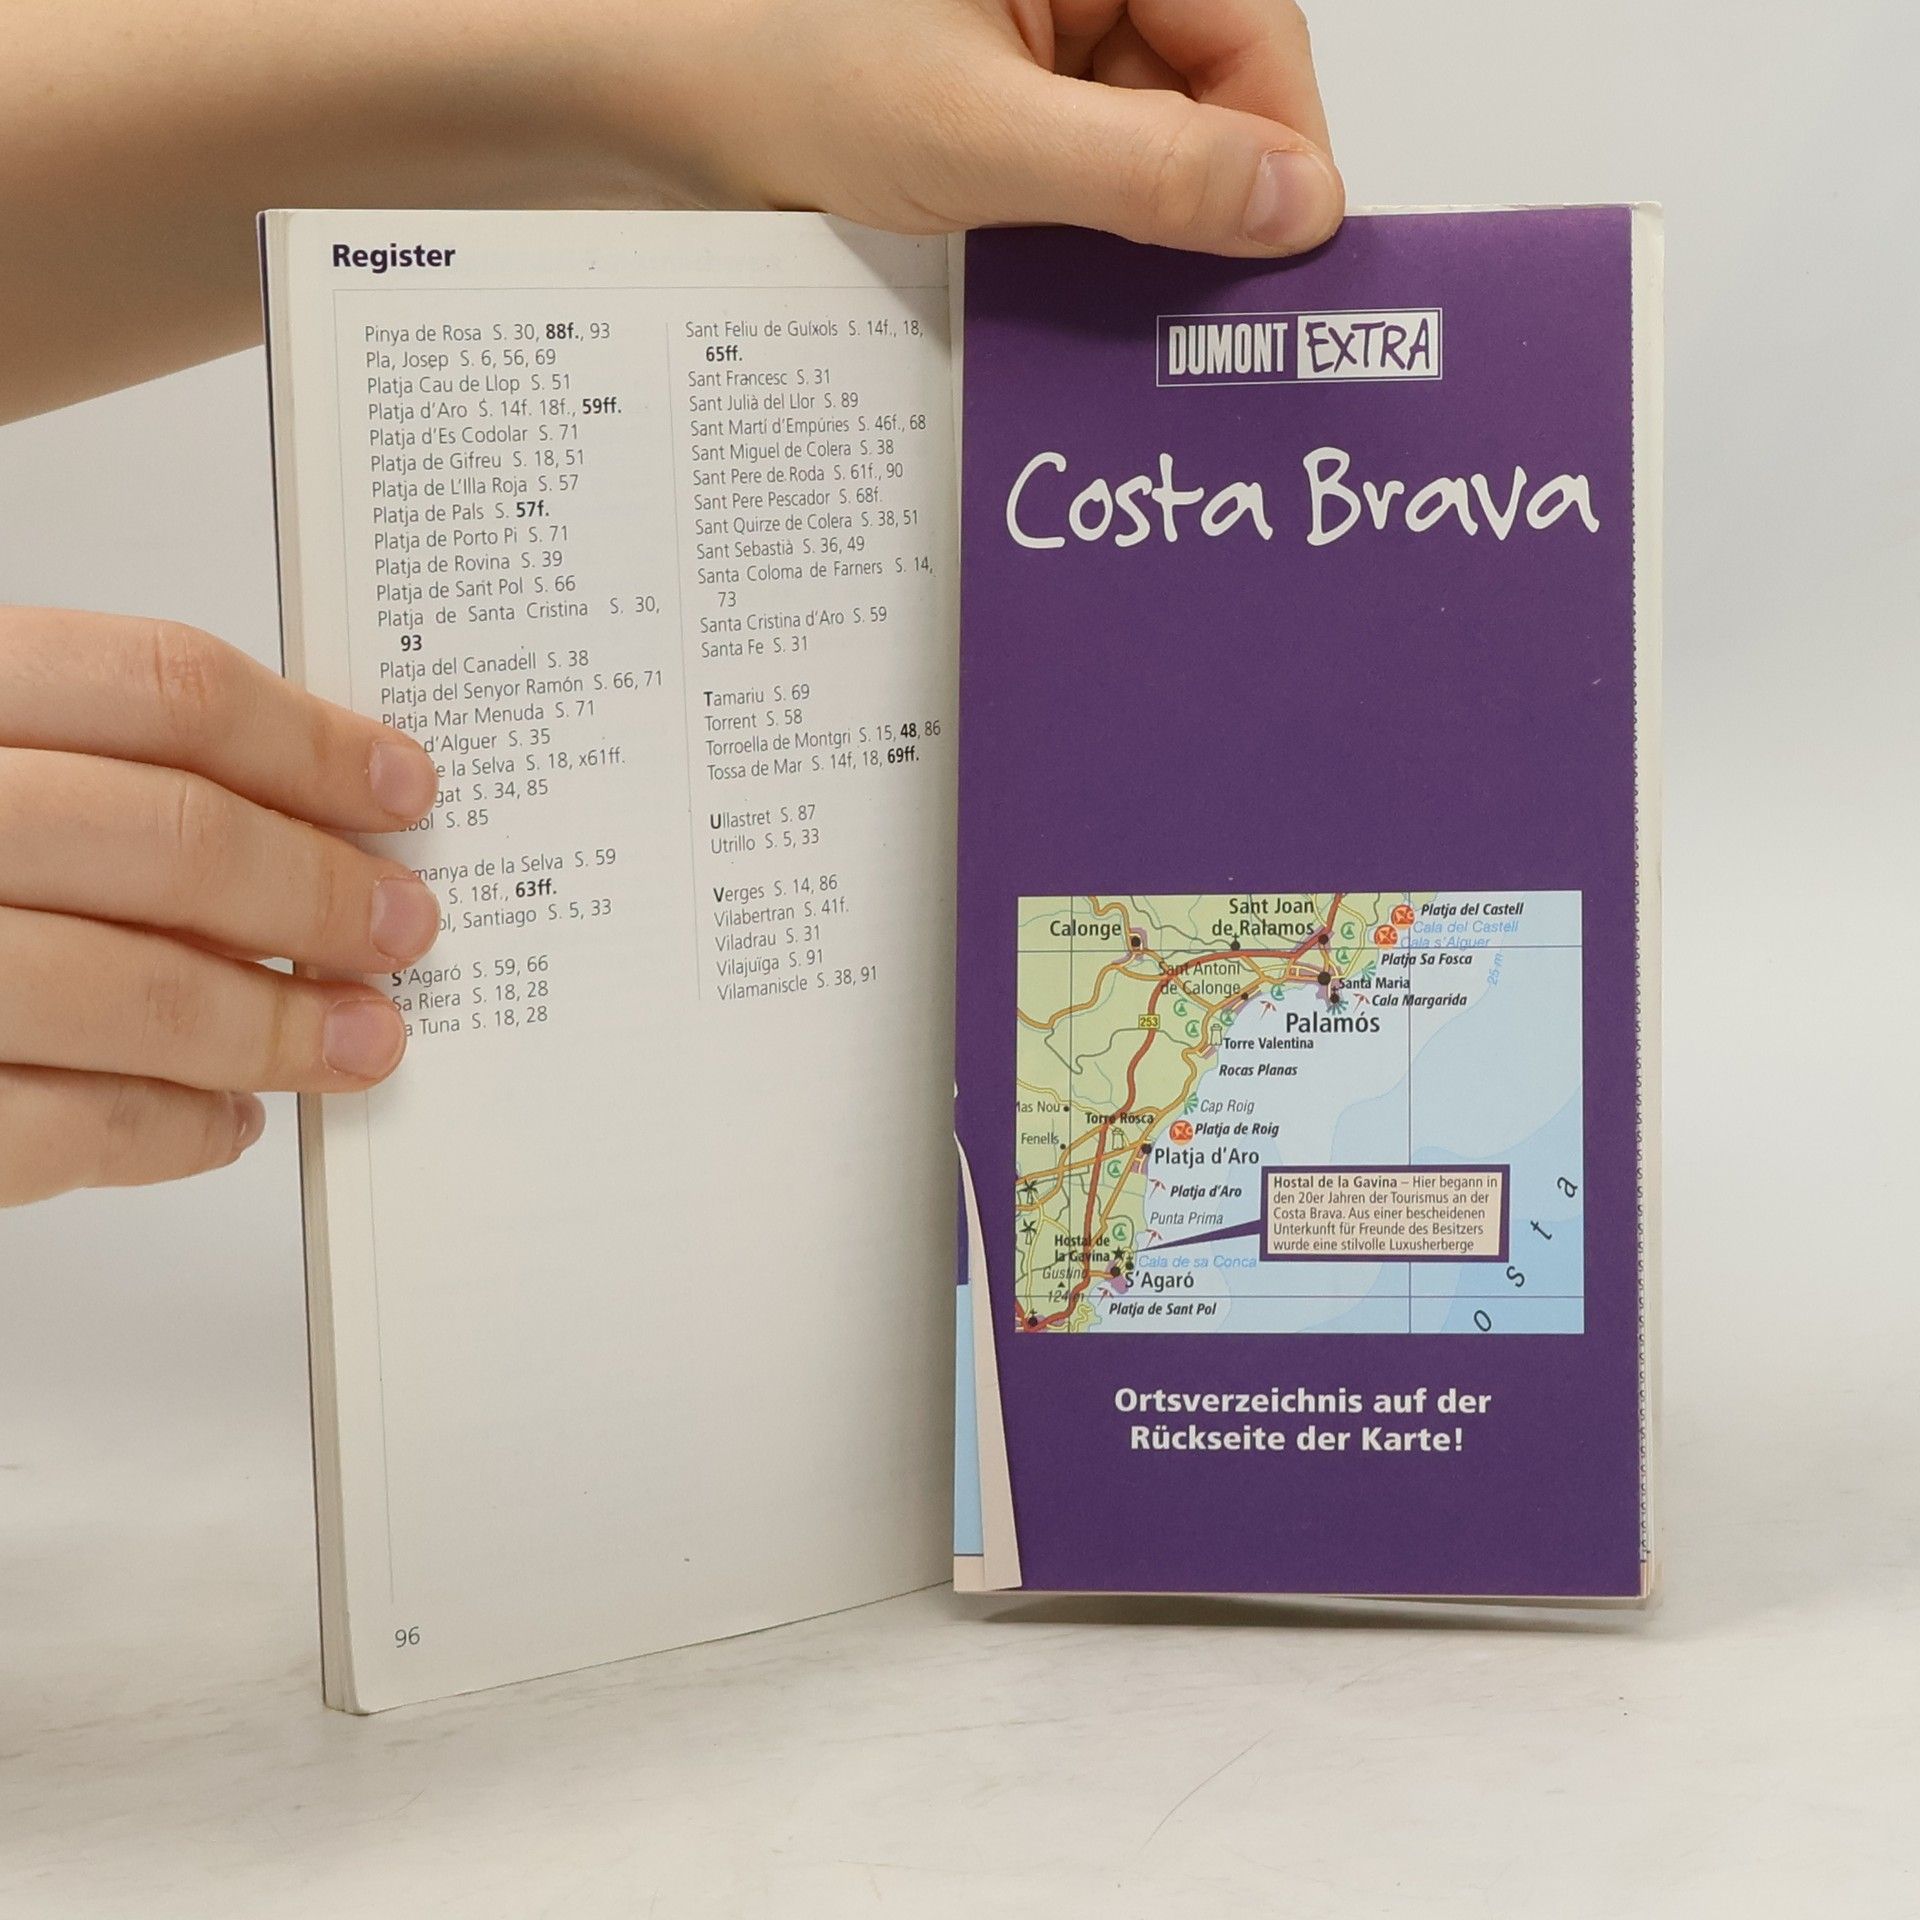 Register
Pinya de Rosa S. 30, 88f., 93
Pla, Josep S. 6, 56, 69
Platja Cau de Llop S. 51
Platja d'Aro S. 14f. 18f., 59ff.
Platja d'Es Codolar S. 71
Platja de Gifreu S. 18, 51
Platja de L'Illa Roja S. 57
Platja de Pals S. 57f.
Platja de Porto Pi S. 71
Platja de Rovina S. 39
Platja de Sant Pol S. 66
Platja de Santa Cristina S. 30,
93
Platja del Canadell S. 38
Platja del Senyor Ramón S. 66, 71
Platja Mar Menuda S. 71
d'Alguer S. 35
e la Selva S. 18, x61ff.
gat S. 34, 85
bol S. 85
manya de la Selva S. 59
S. 18f., 63ff.
ol, Santiago S. 5, 33
S'Agaró S. 59, 66
Sa Riera S. 18, 28
a Tuna S. 18, 28
Sant Feliu de Guíxols S. 14f., 18,
65ff.
Sant Francesc S. 31
Sant Julià del Llor S. 89
Sant Martí d'Empúries S. 46f., 68
Sant Miguel de Colera S. 38
Sant Pere de Roda S. 61f., 90
Sant Pere Pescador S. 68f.
Sant Quirze de Colera S. 38, 51
Sant Sebastià S. 36, 49
Santa Coloma de Farners S. 14,
73
Santa Cristina d'Aro S. 59
Santa Fe S. 31
Tamariu S. 69
Torrent S. 58
Torroella de Montgri S. 15, 48, 86
Tossa de Mar S. 14f, 18, 69ff.
Ullastret S. 87
Utrillo S. 5, 33
Verges S. 14, 86
Vilabertran S. 41f.
Viladrau S. 31
Vilajuïga S. 91
Vilamaniscle S. 38, 91
96
DUMONT EXTRA
Costa Brava
Calonge
Sant Joan
de Palamos
Platja del Castell
Cala del Castell
Cala s'Alguer
Platja Sa Fosca
Sant Antoni
de Calonge
Santa Maria
Cala Margarida
25 m
253
Palamós
Torre Valentina
Rocas Planas
Mas Nou
Cap Roig
Torre Rosca
Platja de Roig
Fenells
Platja d'Aro
Platja d'Aro
Punta Prima
Hostal de la Gavina – Hier begann in
den 20er Jahren der Tourismus an der
Costa Brava. Aus einer bescheidenen
Unterkunft für Freunde des Besitzers
wurde eine stilvolle Luxusherberge
Hostal de
la Gavina
Cala de sa Conca
124 m
S'Agaró
Platja de Sant Pol
o s t a
Ortsverzeichnis auf der
Rückseite der Karte!